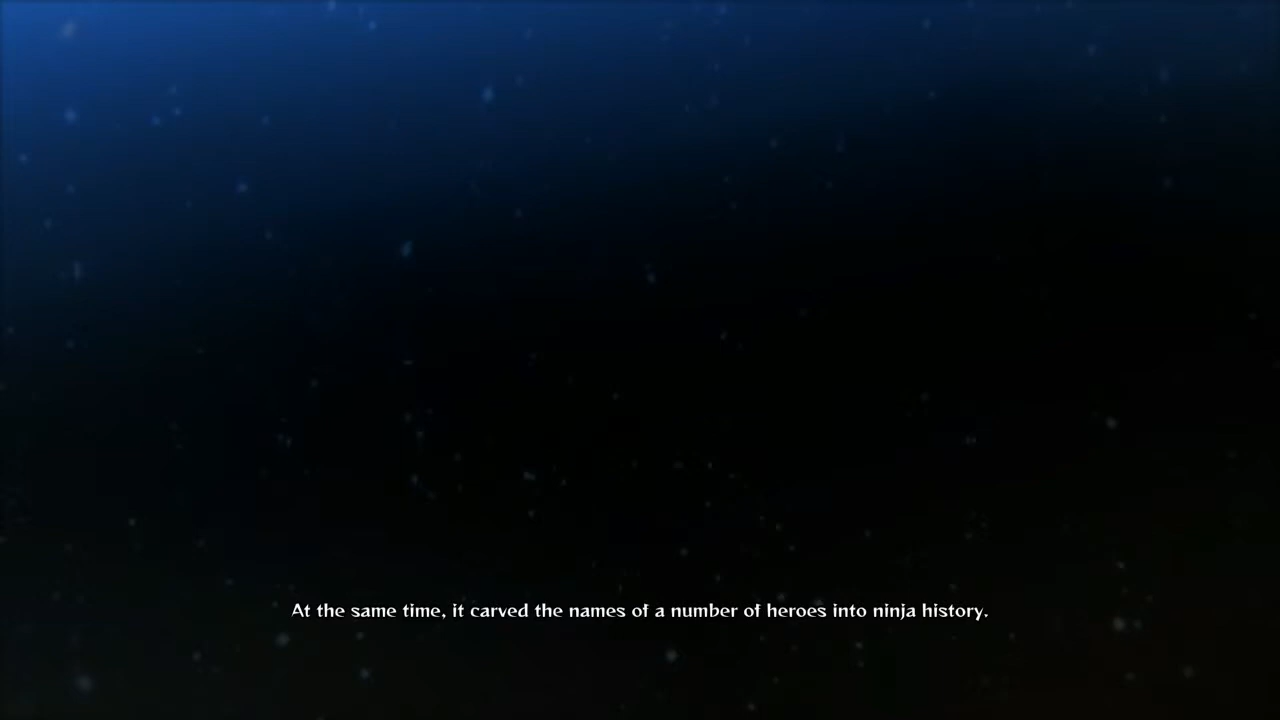 At the same time, it carved the names of a number of heroes into ninja history.